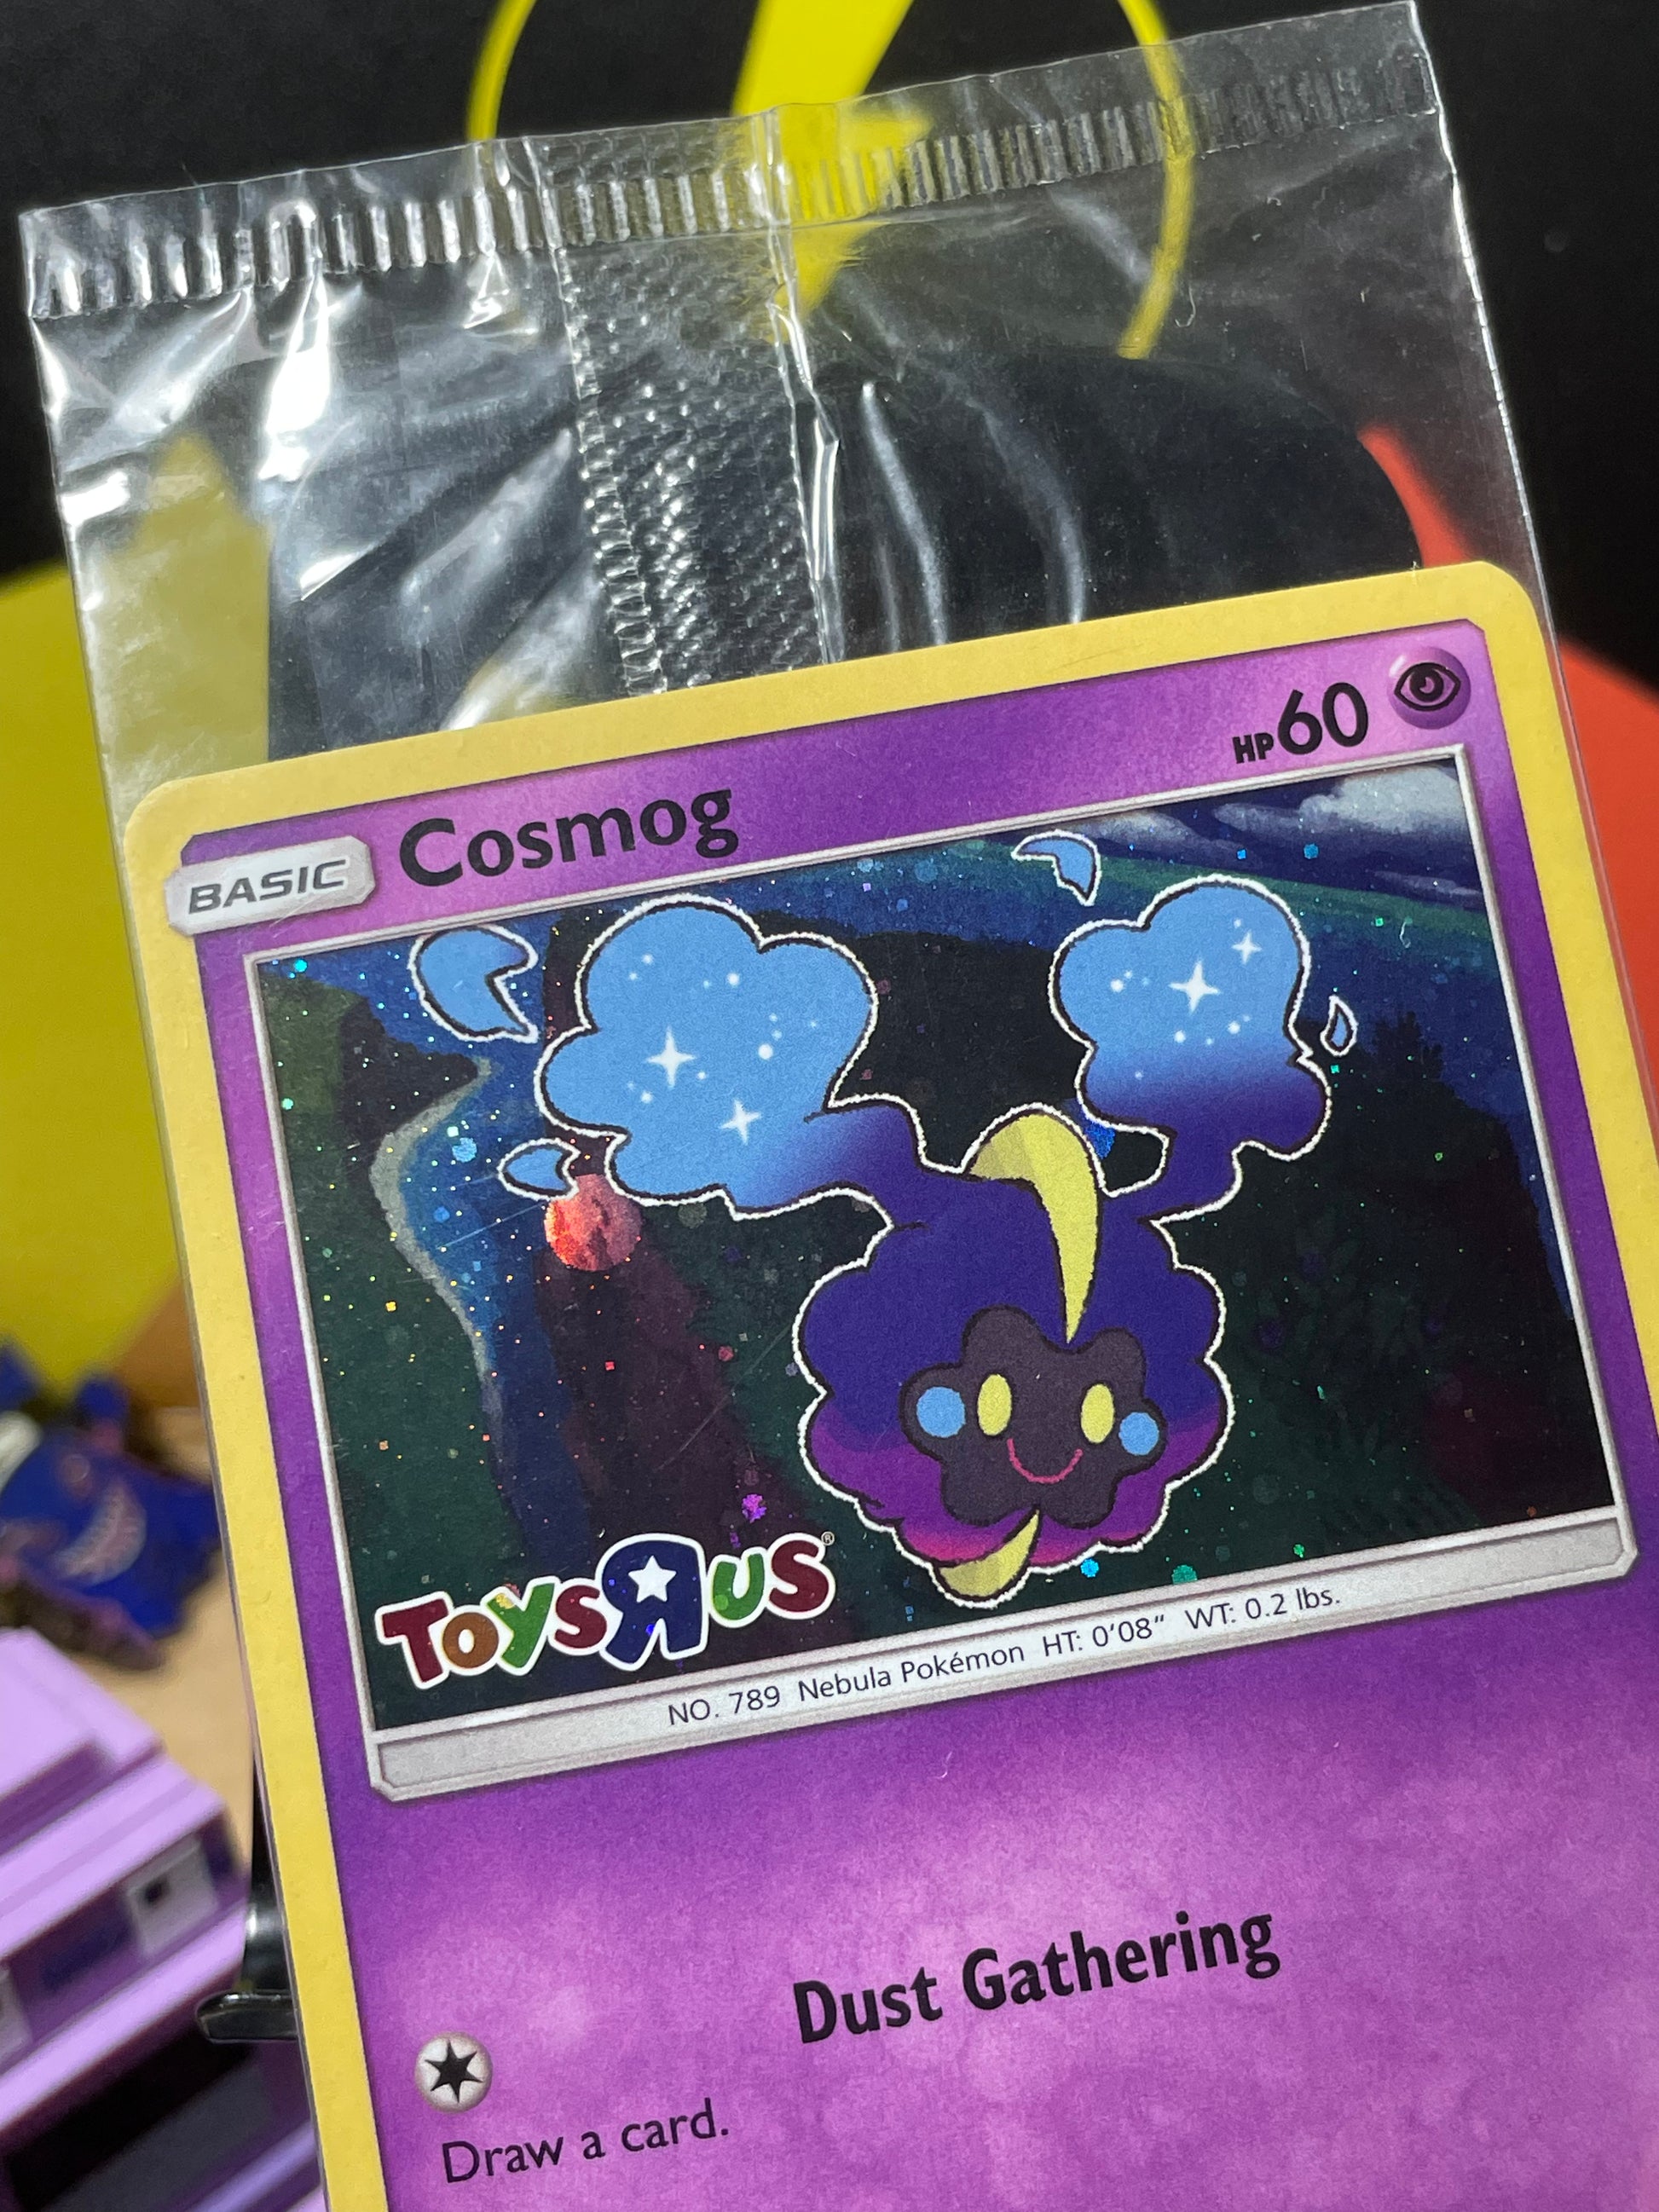 BASIC Cosmog HP60
ToysRus®
NO. 789 Nebula Pokémon HT: 0'08" WT: 0.2 lbs.
Dust Gathering
Draw a card.